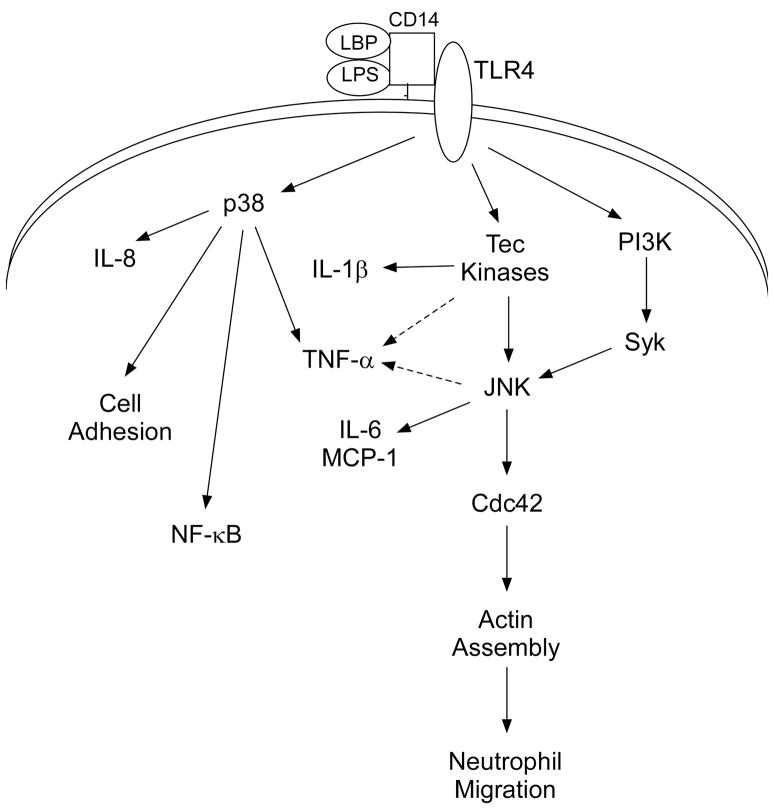 CD14
LBP
LPS
TLR4
p38
IL-8
Tec
Kinases
PI3K
IL-1β
TNF-α
Syk
JNK
Cell
Adhesion
IL-6
MCP-1
Cdc42
NF-κB
Actin
Assembly
Neutrophil
Migration